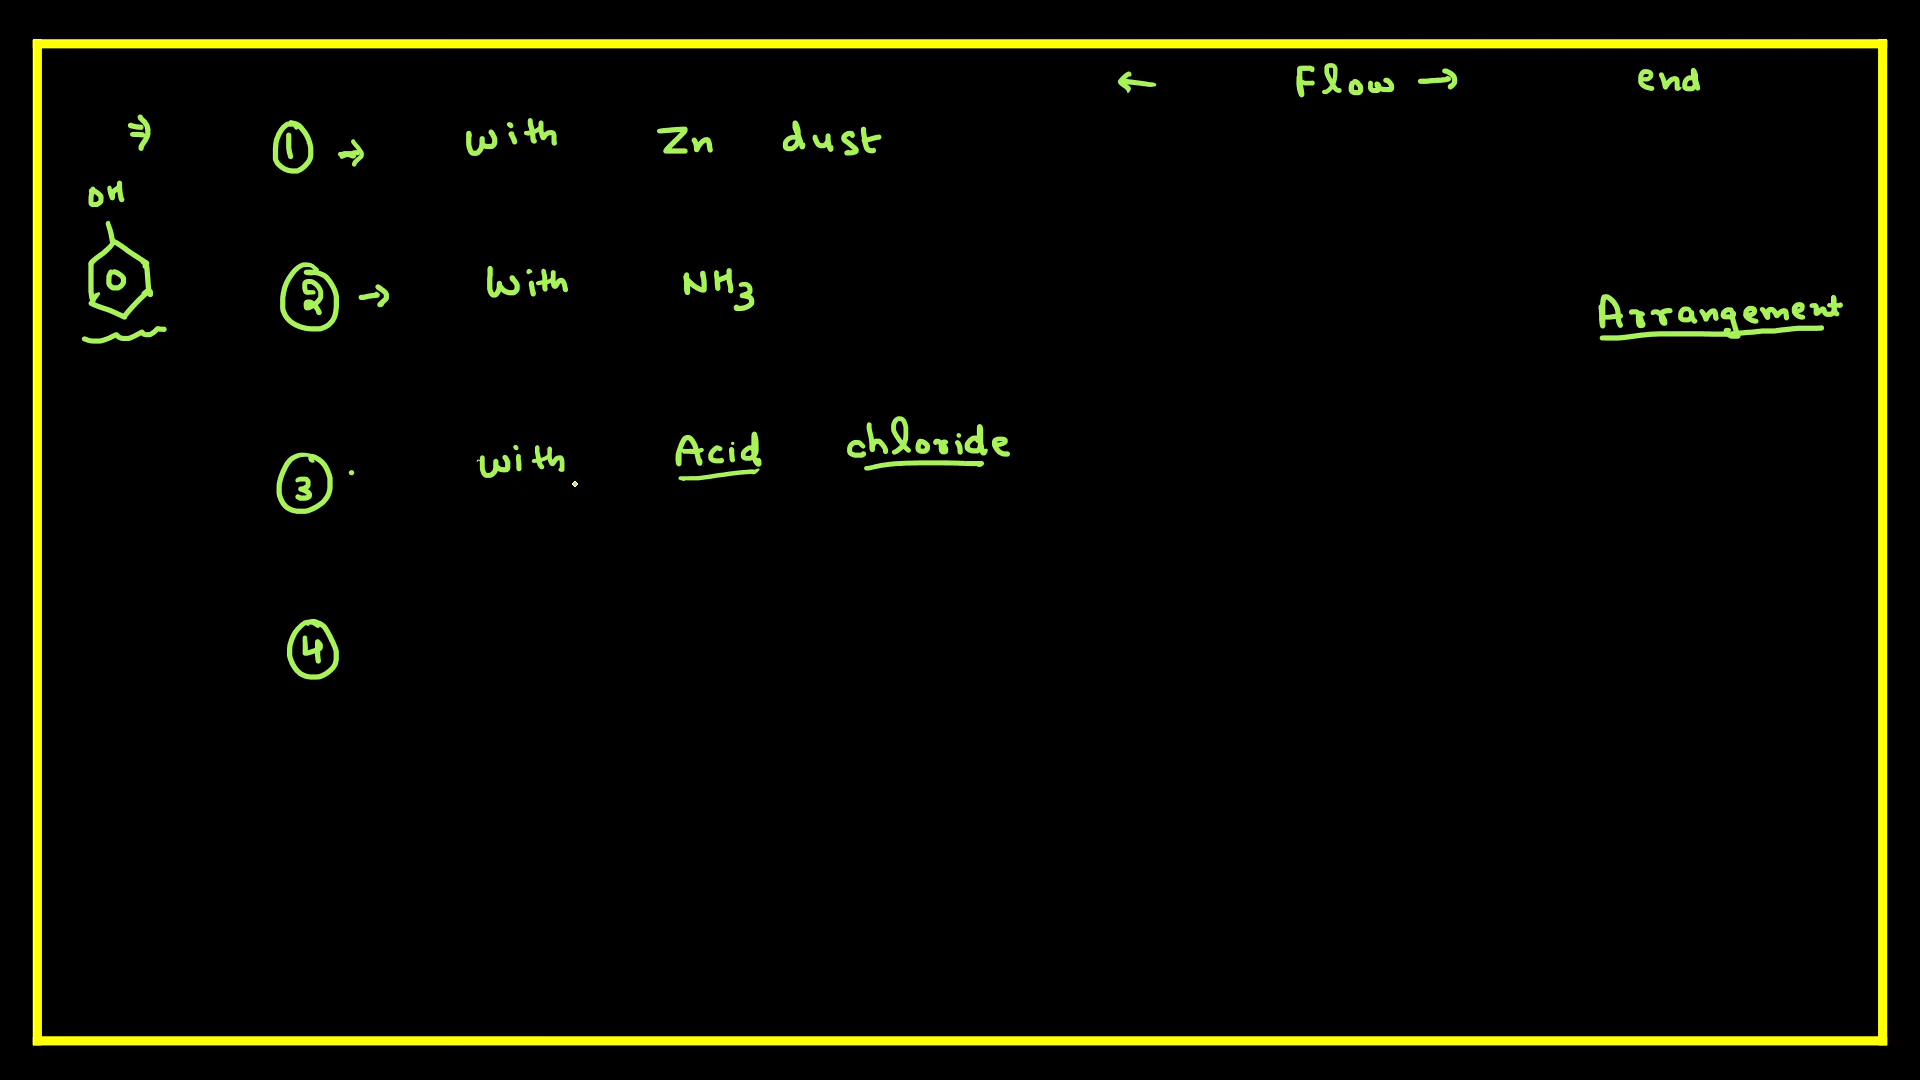 ← Flow → end
⇒ ① → with Zn dust
OH
② → With NH3
Arrangement
③ . with Acid chloride
④